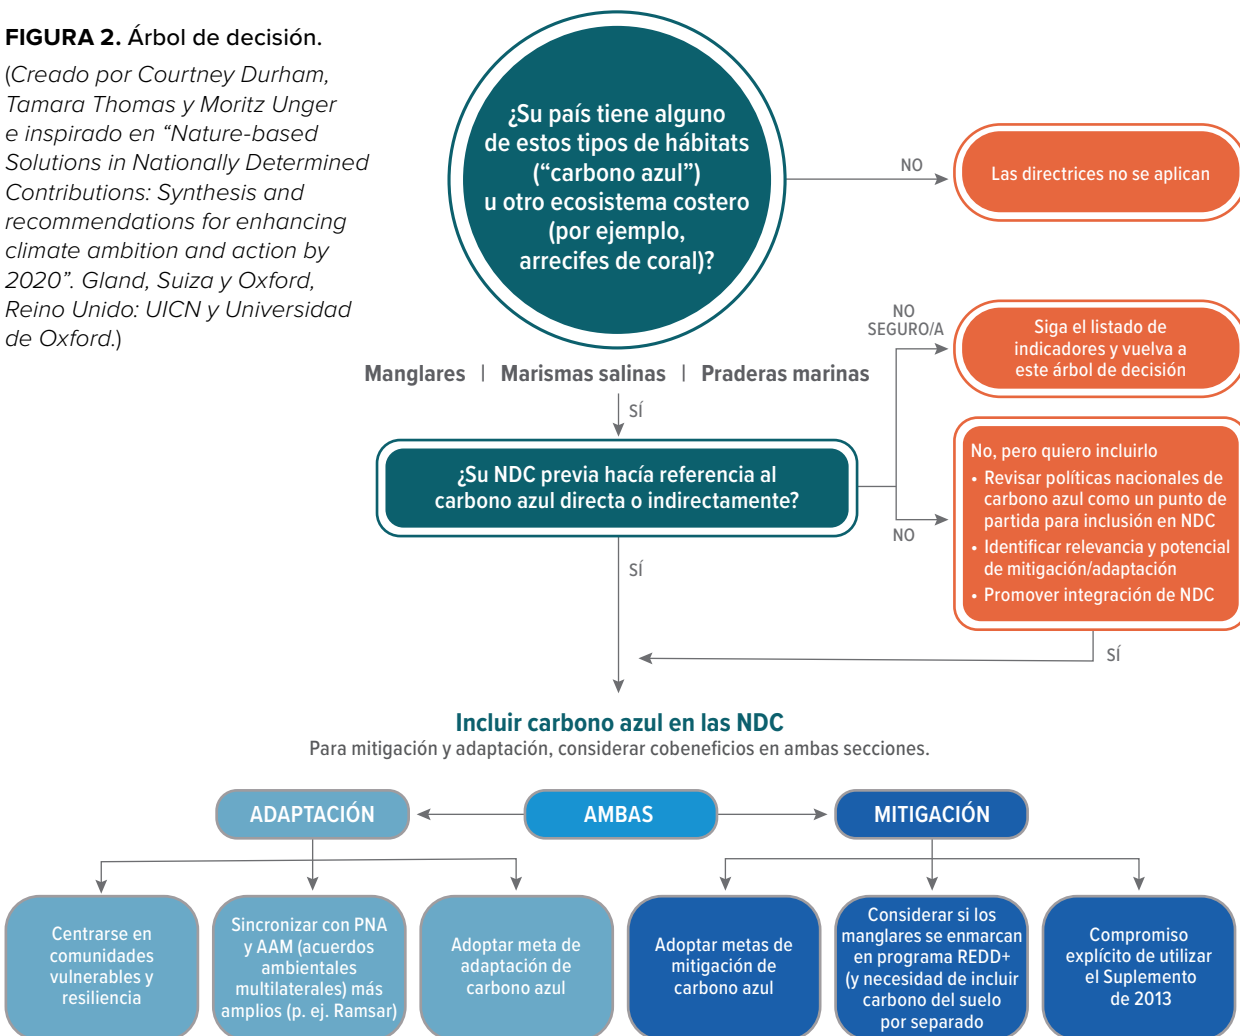 FIGURA 2. Árbol de decisión.
(Creado por Courtney Durham,
Tamara Thomas y Moritz Unger
e inspirado en “Nature-based
Solutions in Nationally Determined
Contributions: Synthesis and
recommendations for enhancing
climate ambition and action by
2020”. Gland, Suiza y Oxford,
Reino Unido: UICN y Universidad
de Oxford.)
¿Su país tiene alguno
de estos tipos de hábitats
(“carbono azul”)
u otro ecosistema costero
(por ejemplo,
arrecifes de coral)?
NO
Las directrices no se aplican
Manglares | Marismas salinas | Praderas marinas
SÍ
¿Su NDC previa hacía referencia al
carbono azul directa o indirectamente?
NO
SEGURO/A
Siga el listado de
indicadores y vuelva a
este árbol de decisión
NO
No, pero quiero incluirlo
• Revisar políticas nacionales de
carbono azul como un punto de
partida para inclusión en NDC
• Identificar relevancia y potencial
de mitigación/adaptación
• Promover integración de NDC
SÍ
SÍ
Incluir carbono azul en las NDC
Para mitigación y adaptación, considerar cobeneficios en ambas secciones.
ADAPTACIÓN
AMBAS
MITIGACIÓN
Centrarse en
comunidades
vulnerables y
resiliencia
Sincronizar con PNA
y AAM (acuerdos
ambientales
multilaterales) más
amplios (p. ej. Ramsar)
Adoptar meta de
adaptación de
carbono azul
Adoptar metas de
mitigación de
carbono azul
Considerar si los
manglares se enmarcan
en programa REDD+
(y necesidad de incluir
carbono del suelo
por separado
Compromiso
explícito de utilizar
el Suplemento
de 2013